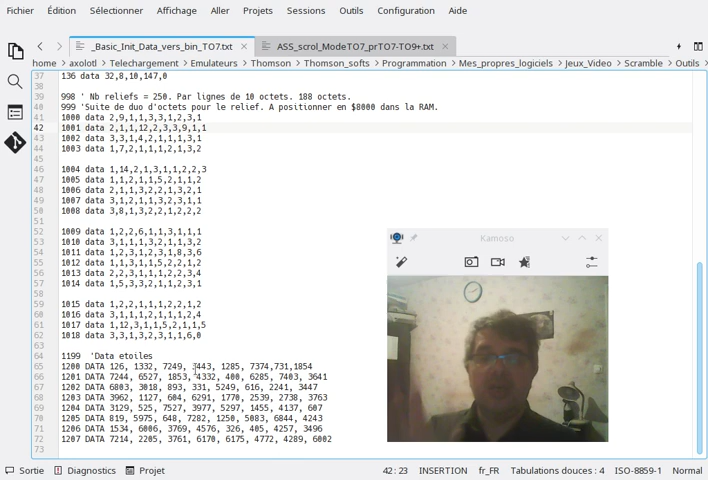 Fichier Édition Sélectionner Affichage Aller Projets Sessions Outils Configuration Aide
_Basic_Init_Data_vers_bin_TO7.txt ASS_scrol_ModeTO7_prTO7-TO9+.txt
home axolotl Telechargement Emulateurs Thomson Thomson_softs Programmation Mes_propres_logiciels Jeux_Video Scramble Outils
37 136 data 32,8,10,147,0
38
39 998 ' Nb reliefs = 250. Par lignes de 10 octets. 188 octets.
40 999 'Suite de duo d'octets pour le relief. A positionner en $8000 dans la RAM.
41 1000 data 2,9,1,1,3,3,1,2,3,1
42 1001 data 2,1,1,12,2,3,3,9,1,1
43 1002 data 3,3,1,4,2,1,1,1,3,1
44 1003 data 1,7,2,1,1,1,2,1,3,2
45
46 1004 data 1,14,2,1,3,1,1,2,2,3
47 1005 data 1,1,2,1,1,5,2,1,1,2
48 1006 data 2,1,1,3,2,2,1,3,2,1
49 1007 data 3,1,2,1,1,3,2,3,1,1
50 1008 data 3,8,1,3,2,2,1,2,2,2
51
52 1009 data 1,2,2,6,1,1,3,1,1,1
53 1010 data 3,1,1,1,3,2,1,1,3,2
54 1011 data 1,2,3,1,2,3,1,8,3,6
55 1012 data 1,1,3,1,1,5,2,2,1,2
56 1013 data 2,2,3,1,1,1,2,2,3,4
57 1014 data 1,5,3,3,2,1,1,2,3,1
58
59 1015 data 1,2,2,1,1,1,2,2,1,2
60 1016 data 3,1,1,1,2,1,1,1,2,4
61 1017 data 1,12,3,1,1,5,2,1,1,5
62 1018 data 3,3,1,3,2,3,1,1,6,0
63
64 1199 'Data etoiles
65 1200 DATA 126, 1332, 7249, 3443, 1285, 7374,731,1854
66 1201 DATA 7244, 6527, 1853, 4332, 400, 6285, 7403, 3641
67 1202 DATA 6803, 3018, 893, 331, 5249, 616, 2241, 3447
68 1203 DATA 3962, 1127, 604, 6291, 1770, 2539, 2738, 3763
69 1204 DATA 3129, 525, 7527, 3977, 5297, 1455, 4137, 607
70 1205 DATA 819, 5975, 648, 7282, 1250, 5083, 6844, 4243
71 1206 DATA 1534, 6006, 3769, 4576, 326, 405, 4257, 3496
72 1207 DATA 7214, 2205, 3761, 6170, 6175, 4772, 4289, 6002
73
Kamoso
Sortie Diagnostics Projet 42 : 23 INSERTION fr_FR Tabulations douces : 4 ISO-8859-1 Normal